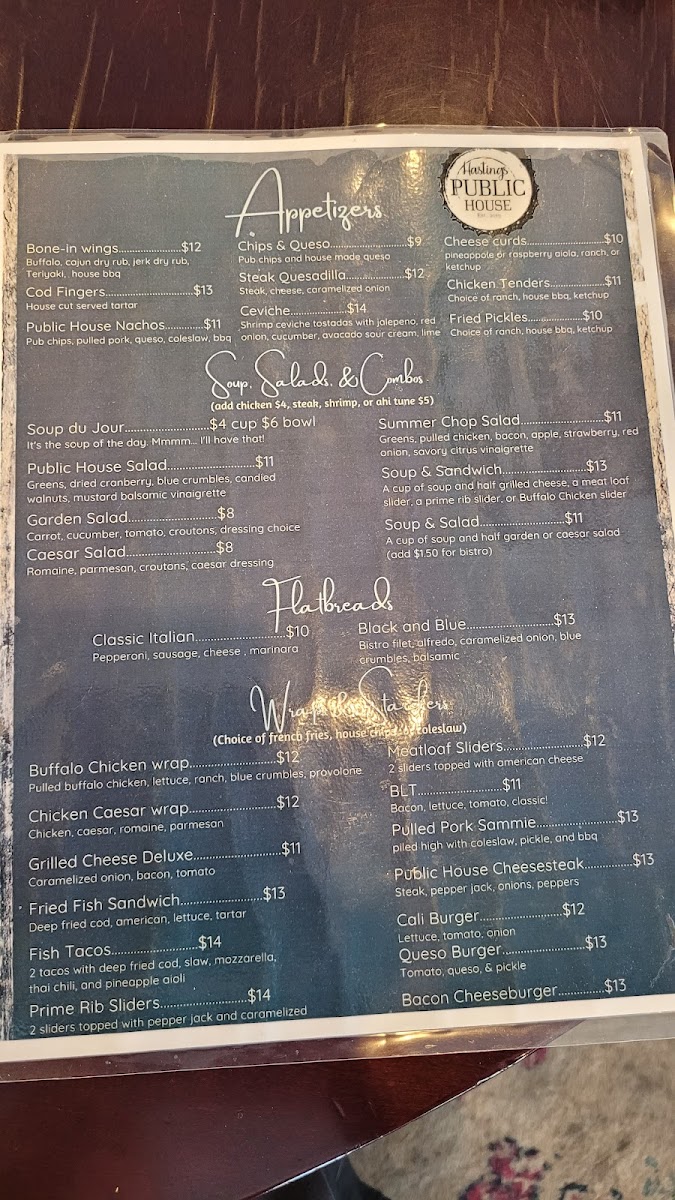 Hastings
PUBLIC
HOUSE
Appetizers
Bone-in wings....................$12
Buffalo, cajun dry rub, jerk dry rub,
Teriyaki, house bbq
Cod Fingers............................$13
House cut served tartar
Public House Nachos............$11
Pub chips, pulled pork, queso, coleslaw, bbq
Chips & Queso........................$9
Pub chips and house made queso
Steak Quesadilla..................$12
Steak, cheese, caramelized onion
Ceviche..................$14
Shrimp ceviche tostadas with jalepeno, red
onion, cucumber, avocado sour cream, lime
Cheese curds........................$10
pineappple or raspberry aiola, ranch, or
ketchup
Chicken Tenders..................$11
Choice of ranch, house bbq, ketchup
Fried Pickles..................$10
Choice of ranch, house bbq, ketchup
Soup, Salads, & Combos
(add chicken $4, steak, shrimp, or ahi tune $5)
Soup du Jour........................$4 cup $6 bowl
It's the soup of the day. Mmmm... I'll have that!
Public House Salad........................$11
Greens, dried cranberry, blue crumbles, candied
walnuts, mustard balsamic vinaigrette
Garden Salad........................$8
Carrot, cucumber, tomato, croutons, dressing choice
Caesar Salad........................$8
Romaine, parmesan, croutons, caesar dressing
Summer Chop Salad........................$11
Greens, pulled chicken, bacon, apple, strawberry, red
onion, savory citrus vinaigrette
Soup & Sandwich........................$13
A cup of soup and half grilled cheese, a meat loaf
slider, a prime rib slider, or Buffalo Chicken slider
Soup & Salad........................$11
A cup of soup and half garden or caesar salad
(add $1.50 for bistro)
Flatbreads
Classic Italian........................$10
Pepperoni, sausage, cheese , marinara
Black and Blue........................$13
Bistro filet, alfredo, caramelized onion, blue
crumbles, balsamic
(Choice of french fries, house chips, or coleslaw)
Buffalo Chicken wrap........................$12
Pulled buffalo chicken, lettuce, ranch, blue crumbles, provolone
Chicken Caesar wrap........................$12
Chicken, caesar, romaine, parmesan
Grilled Cheese Deluxe........................$11
Caramelized onion, bacon, tomato
Fried Fish Sandwich........................$13
Deep fried cod, american, lettuce, tartar
Fish Tacos........................$14
2 tacos with deep fried cod, slaw, mozzarella,
thai chili, and pineapple aioli
Prime Rib Sliders........................$14
2 sliders topped with pepper jack and caramelized
Meatloaf Sliders........................$12
2 sliders topped with american cheese
BLT........................$11
Bacon, lettuce, tomato, classic!
Pulled Pork Sammie........................$13
piled high with coleslaw, pickle, and bbq
Public House Cheesesteak............$13
Steak, pepper jack, onions, peppers
Cali Burger........................$12
Lettuce, tomato, onion
Queso Burger........................$13
Tomato, queso, & pickle
Bacon Cheeseburger............$13